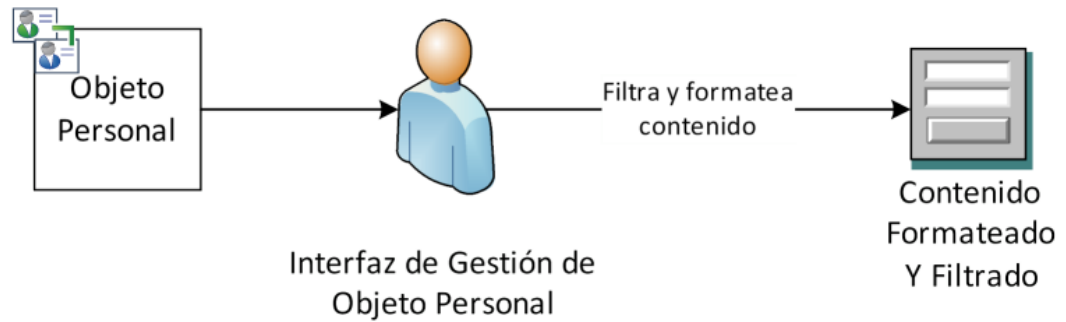 Objeto
Personal
Filtra y formatea
contenido
Interfaz de Gestión de
Objeto Personal
Contenido
Formateado
Y Filtrado